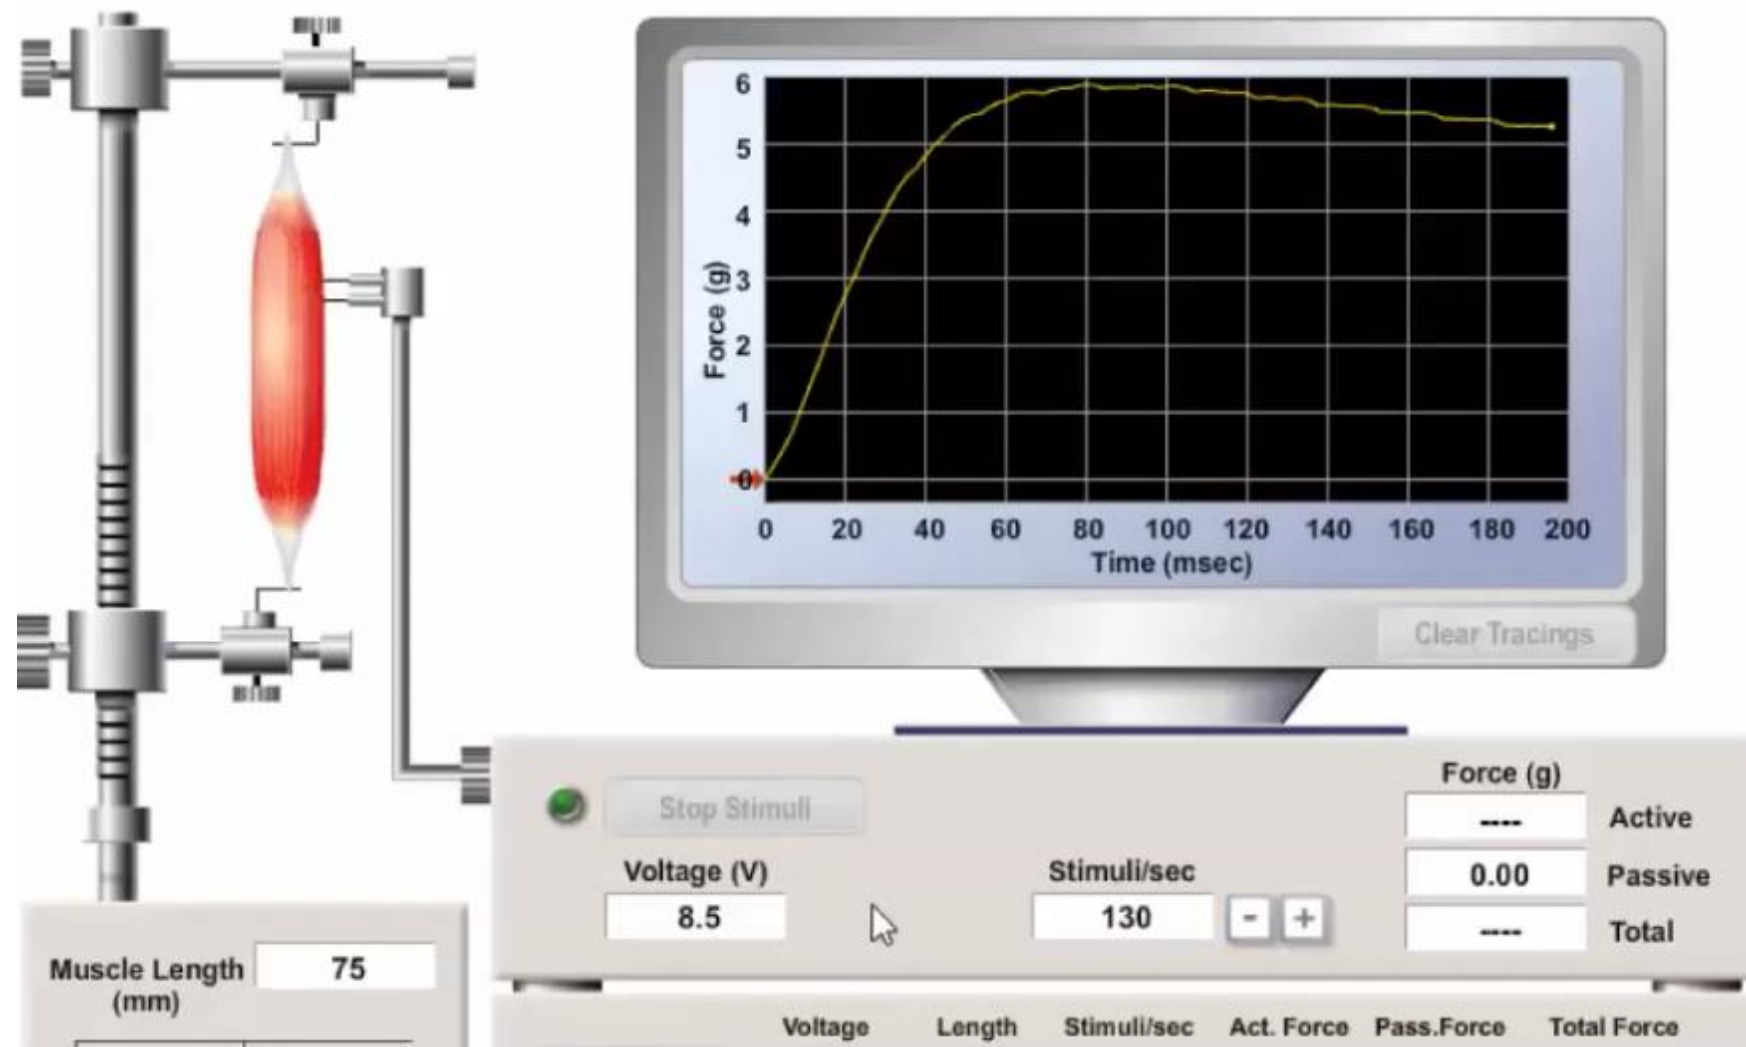 6
5
4
3
2
1
0
Force (g)
0 20 40 60 80 100 120 140 160 180 200
Time (msec)
Clear Tracings
Stop Stimuli
Force (g)
---- Active
Voltage (V) Stimuli/sec
0.00 Passive
8.5 130 - +
---- Total
Muscle Length 75
(mm)
Voltage Length Stimuli/sec Act. Force Pass.Force Total Force